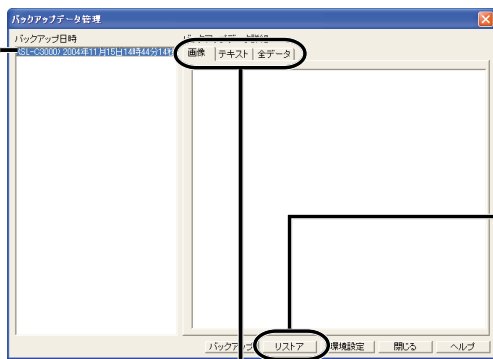 バックアップデータ管理
バックアップ日時
(SL-C3000) 2004年11月15日14時44分14秒
画像 テキスト 全データ
バックアップ リストア 環境設定 閉じる ヘルプ